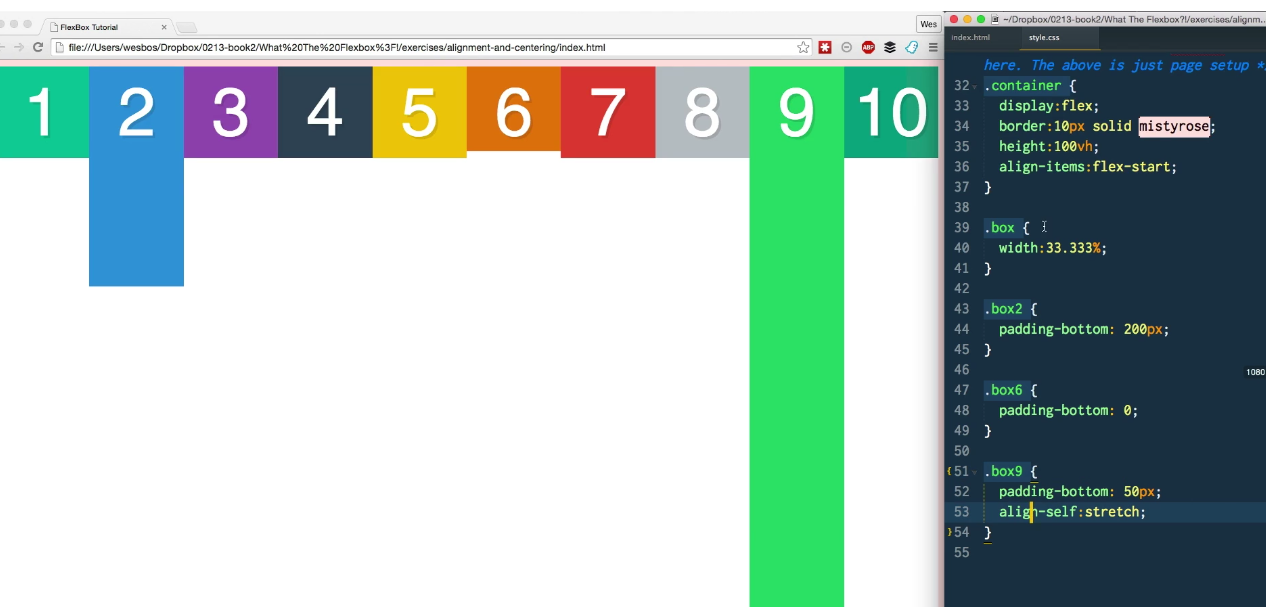 FlexBox Tutorial
Wes
file:///Users/wesbos/Dropbox/0213-book2/What%20The%20Flexbox%3F!/exercises/alignment-and-centering/index.html
ABP
1 2 3 4 5 6 7 8 9 10
~/Dropbox/0213-book2/What The Flexbox?!/exercises/alignm...
index.html style.css
here. The above is just page setup *
32 .container {
33 display:flex;
34 border:10px solid mistyrose;
35 height:100vh;
36 align-items:flex-start;
37 }
38
39 .box {
40 width:33.333%;
41 }
42
43 .box2 {
44 padding-bottom: 200px;
45 }
46
1080
47 .box6 {
48 padding-bottom: 0;
49 }
50
51 .box9 {
52 padding-bottom: 50px;
53 align-self:stretch;
54 }
55